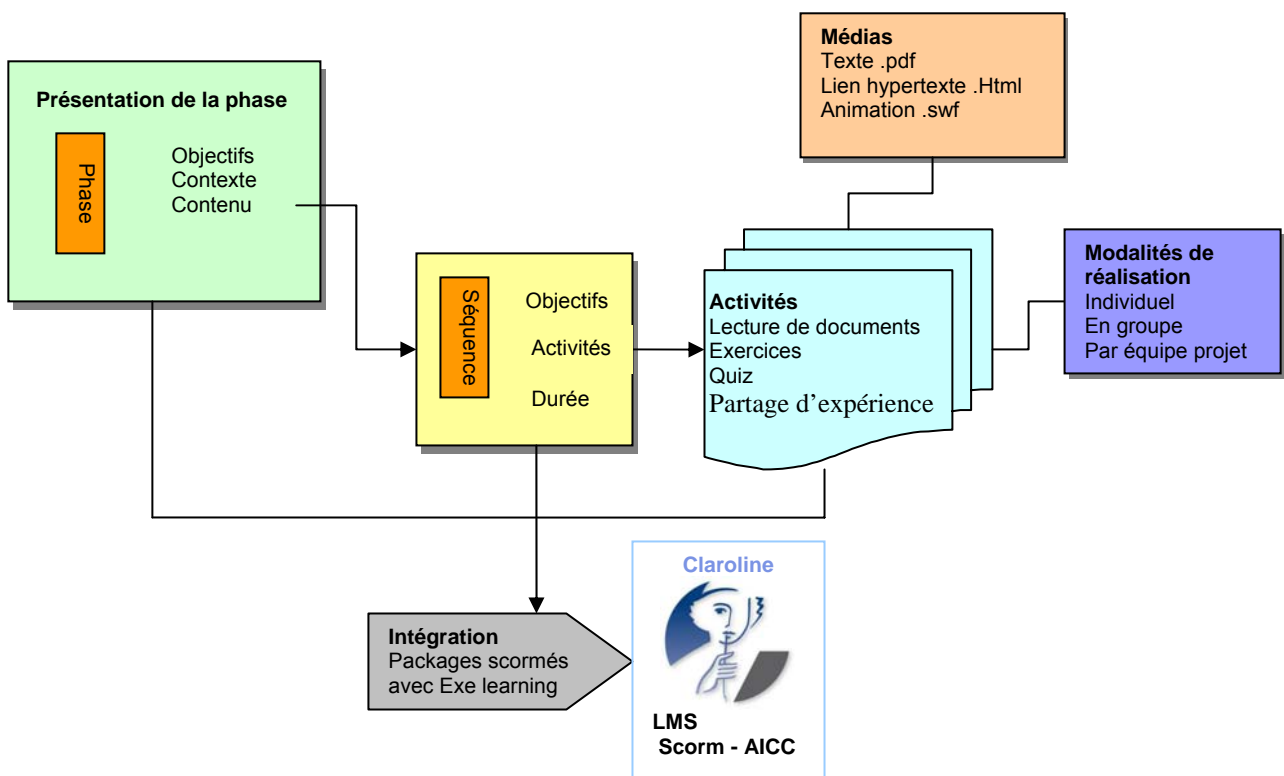 Présentation de la phase
Phase
Objectifs
Contexte
Contenu
Séquence
Objectifs
Activités
Durée
Médias
Texte .pdf
Lien hypertexte .Html
Animation .swf
Activités
Lecture de documents
Exercices
Quiz
Partage d’expérience
Modalités de
réalisation
Individuel
En groupe
Par équipe projet
Intégration
Packages scormés
avec Exe learning
Claroline
LMS
Scorm - AICC